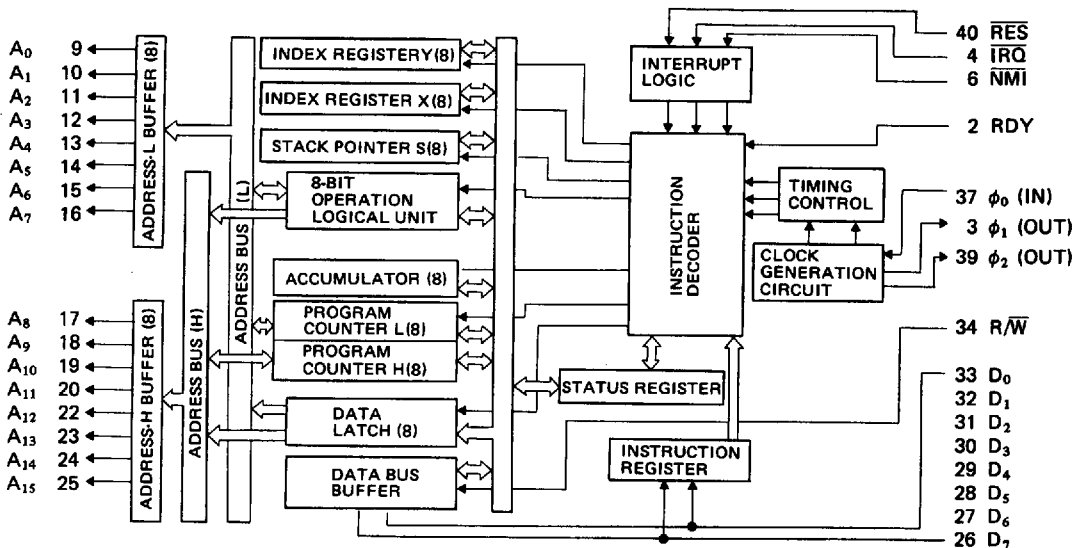 A0 9
A1 10
A2 11
A3 12
A4 13
A5 14
A6 15
A7 16
A8 17
A9 18
A10 19
A11 20
A12 22
A13 23
A14 24
A15 25
ADDRESS-L BUFFER (8)
ADDRESS-H BUFFER (8)
ADDRESS BUS (H)
ADDRESS BUS (L)
INDEX REGISTERY(8)
INDEX REGISTER X(8)
STACK POINTER S(8)
8-BIT
OPERATION
LOGICAL UNIT
ACCUMULATOR (8)
PROGRAM
COUNTER L(8)
PROGRAM
COUNTER H(8)
DATA
LATCH (8)
DATA BUS
BUFFER
INTERRUPT
LOGIC
INSTRUCTION
DECODER
TIMING
CONTROL
CLOCK
GENERATION
CIRCUIT
STATUS REGISTER
INSTRUCTION
REGISTER
40 R̅E̅S̅
4 I̅R̅Q̅
6 N̅M̅I̅
2 RDY
37 ϕ0 (IN)
3 ϕ1 (OUT)
39 ϕ2 (OUT)
34 R/W̅
33 D0
32 D1
31 D2
30 D3
29 D4
28 D5
27 D6
26 D7